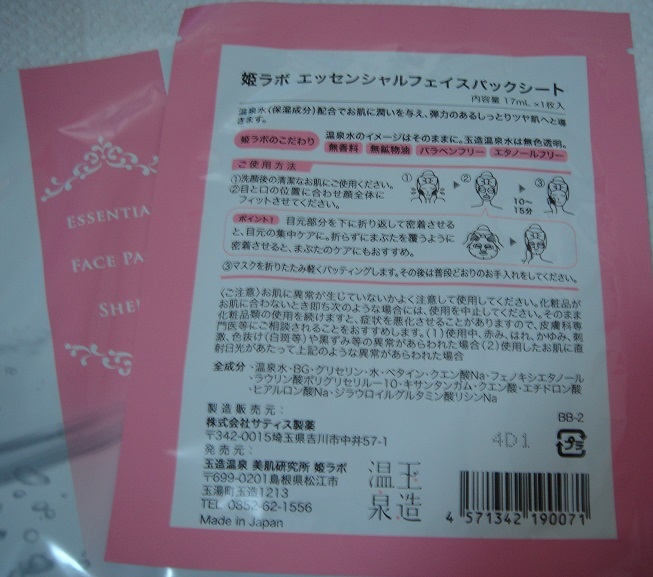 ESSENTIA
FACE PA
SHE
姫ラボ エッセンシャルフェイスパックシート
内容量 17mL ×1枚入
温泉水(保湿成分)配合でお肌に潤いを与え、弾力のあるしっとりツヤ肌へと導
きます。
姫ラボのこだわり 温泉水のイメージはそのままに。玉造温泉水は無色透明。
無香料 無鉱物油 パラベンフリー エタノールフリー
ご使用方法
①洗顔後の清潔なお肌にご使用ください。
②目と口の位置に合わせ顔全体に
フィットさせてください。
① ② ③
10～
15分
ポイント! 目元部分を下に折り返して密着させる
と、目元の集中ケアに。折らずにまぶたを覆うように
密着させると、まぶたのケアにもおすすめ。
③マスクを折りたたみ軽くパッティングします。その後は普段どおりのお手入れをしてください。
〈ご注意〉お肌に異常が生じていないかよく注意して使用してください。化粧品が
お肌に合わないとき即ち次のような場合には、使用を中止してください。そのまま
化粧品類の使用を続けますと、症状を悪化させることがありますので、皮膚科専
門医等にご相談されることをおすすめします。(1)使用中、赤み、はれ、かゆみ、刺
激、色抜け(白斑等)や黒ずみ等の異常があらわれた場合(2)使用したお肌に直
射日光があたって上記のような異常があらわれた場合
全成分 ・温泉水・BG・グリセリン・水・ベタイン・クエン酸Na・フェノキシエタノール
・ラウリン酸ポリグリセリル－10・キサンタンガム・クエン酸・エチドロン酸
・ヒアルロン酸Na・ジラウロイルグルタミン酸リシンNa
製造販売元：
株式会社サティス製薬
〒342-0015埼玉県吉川市中井57-1
発売元：
玉造温泉 美肌研究所 姫ラボ
〒699-0201島根県松江市
玉湯町玉造1213
TEL 0852-62-1556
Made in Japan
玉造
温泉
BB-2
4D1
プラ
4 571342 190071